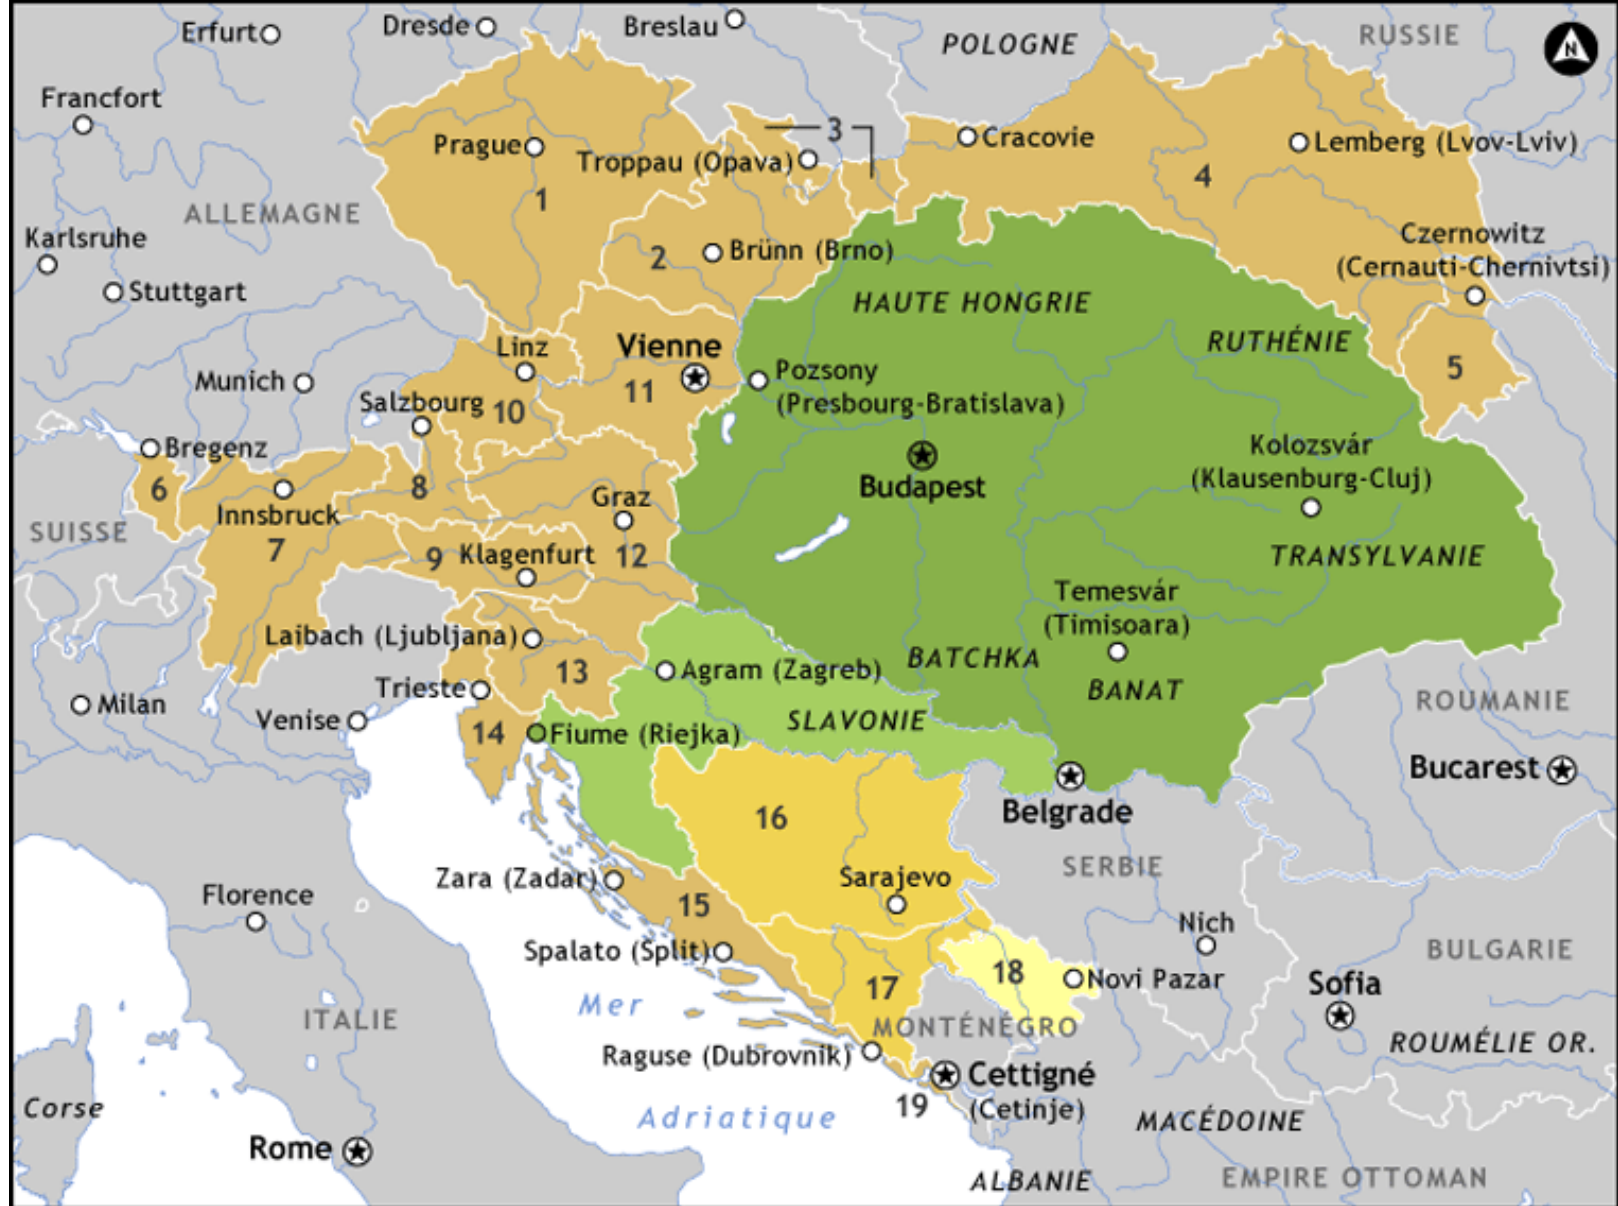 Erfurt
Dresde
Breslau
POLOGNE
RUSSIE
N
Francfort
Prague
3
Troppau (Opava)
Cracovie
Lemberg (Lvov-Lviv)
4
1
ALLEMAGNE
Karlsruhe
2
Brünn (Brno)
Czernowitz
(Cernauti-Chernivtsi)
Stuttgart
HAUTE HONGRIE
RUTHÉNIE
Linz
Vienne
5
Munich
Pozsony
(Presbourg-Bratislava)
Salzbourg
10
11
Bregenz
Kolozsvár
(Klausenburg-Cluj)
6
8
Budapest
Graz
Innsbruck
SUISSE
7
9
Klagenfurt
12
TRANSYLVANIE
Temesvár
(Timisoara)
Laibach (Ljubljana)
13
Agram (Zagreb)
BATCHKA
BANAT
Trieste
Milan
Venise
14
Fiume (Riejka)
SLAVONIE
ROUMANIE
Bucarest
16
Belgrade
SERBIE
Zara (Zadar)
Sarajevo
Florence
15
Nich
Spalato (Split)
BULGARIE
18
Novi Pazar
17
Sofia
Mer
ITALIE
MONTÉNÉGRO
Raguse (Dubrovnik)
ROUMÉLIE OR.
Cettigné
(Cetinje)
19
Corse
Adriatique
MACÉDOINE
Rome
ALBANIE
EMPIRE OTTOMAN